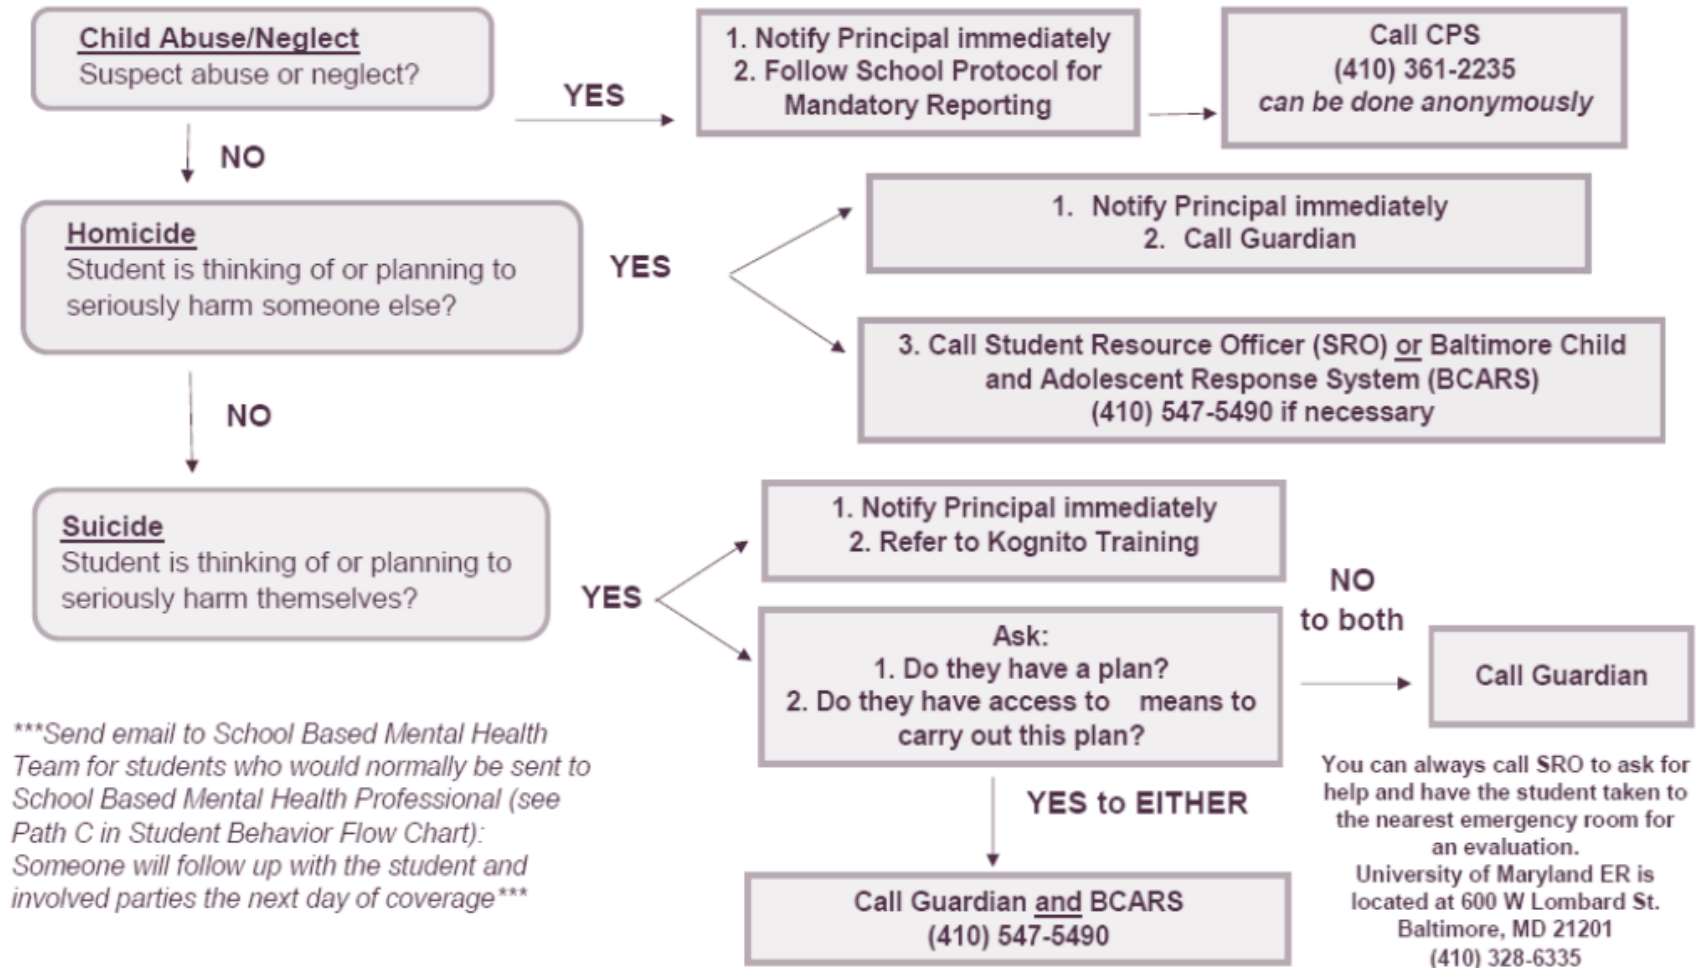 Child Abuse/Neglect
Suspect abuse or neglect?
YES
1. Notify Principal immediately
2. Follow School Protocol for
Mandatory Reporting
Call CPS
(410) 361-2235
can be done anonymously
NO
Homicide
Student is thinking of or planning to
seriously harm someone else?
YES
1. Notify Principal immediately
2. Call Guardian
3. Call Student Resource Officer (SRO) or Baltimore Child
and Adolescent Response System (BCARS)
(410) 547-5490 if necessary
NO
Suicide
Student is thinking of or planning to
seriously harm themselves?
YES
1. Notify Principal immediately
2. Refer to Kognito Training
Ask:
1. Do they have a plan?
2. Do they have access to means to
carry out this plan?
NO
to both
Call Guardian
YES to EITHER
Call Guardian and BCARS
(410) 547-5490
***Send email to School Based Mental Health
Team for students who would normally be sent to
School Based Mental Health Professional (see
Path C in Student Behavior Flow Chart):
Someone will follow up with the student and
involved parties the next day of coverage***
You can always call SRO to ask for
help and have the student taken to
the nearest emergency room for
an evaluation.
University of Maryland ER is
located at 600 W Lombard St.
Baltimore, MD 21201
(410) 328-6335